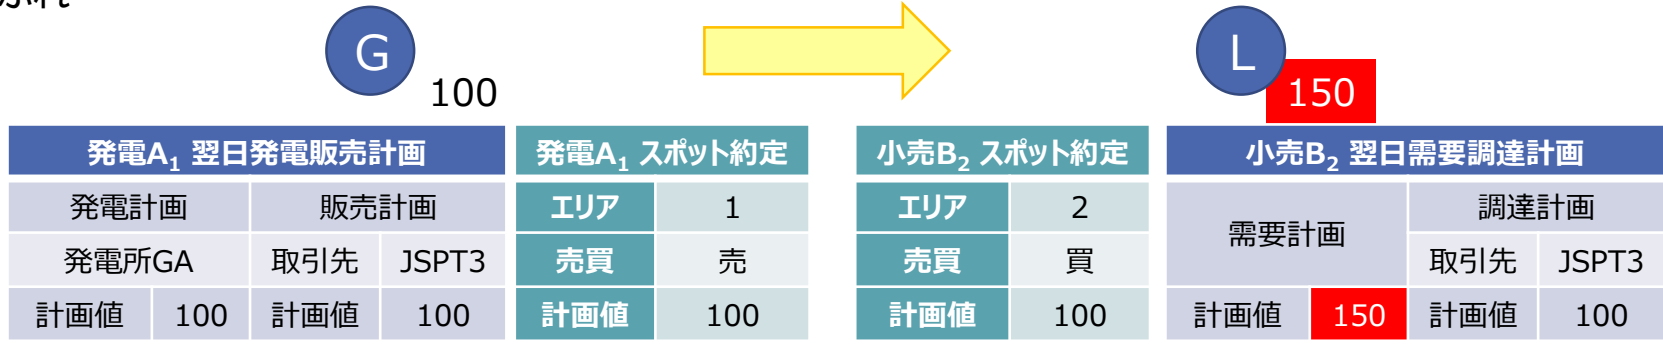 G
100
L
150
発電A1 翌日発電販売計画
発電計画 販売計画
発電所GA 取引先 JSPT3
計画値 100 計画値 100
発電A1 スポット約定
エリア 1
売買 売
計画値 100
小売B2 スポット約定
エリア 2
売買 買
計画値 100
小売B2 翌日需要調達計画
需要計画 調達計画
取引先 JSPT3
計画値 150 計画値 100